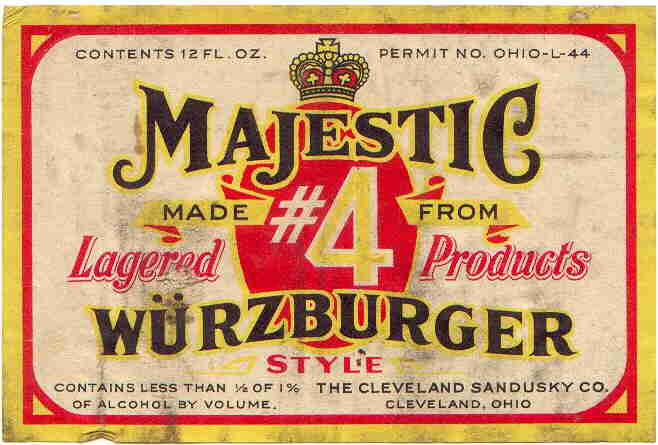 CONTENTS 12 FL. OZ. PERMIT NO. OHIO-L-44
MAJESTIC
#4
MADE FROM
Lagered Products
WÜRZBURGER
STYLE
CONTAINS LESS THAN ½ OF 1% THE CLEVELAND SANDUSKY CO.
OF ALCOHOL BY VOLUME. CLEVELAND, OHIO